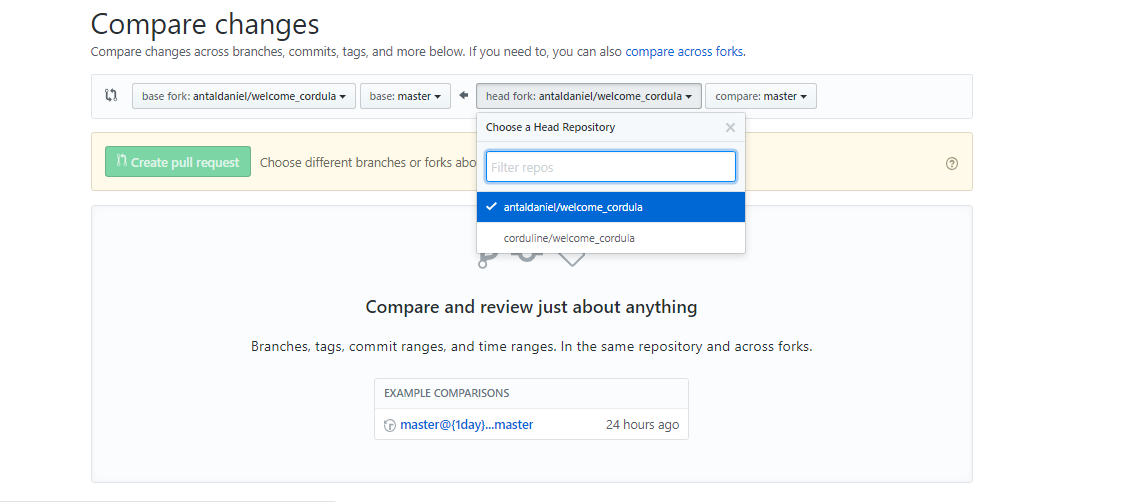 Compare changes
Compare changes across branches, commits, tags, and more below. If you need to, you can also compare across forks.
base fork: antaldaniel/welcome_cordula base: master head fork: antaldaniel/welcome_cordula compare: master
Choose a Head Repository
Create pull request Choose different branches or forks abo
Filter repos
antaldaniel/welcome_cordula
corduline/welcome_cordula
Compare and review just about anything
Branches, tags, commit ranges, and time ranges. In the same repository and across forks.
EXAMPLE COMPARISONS
master@{1day}...master 24 hours ago